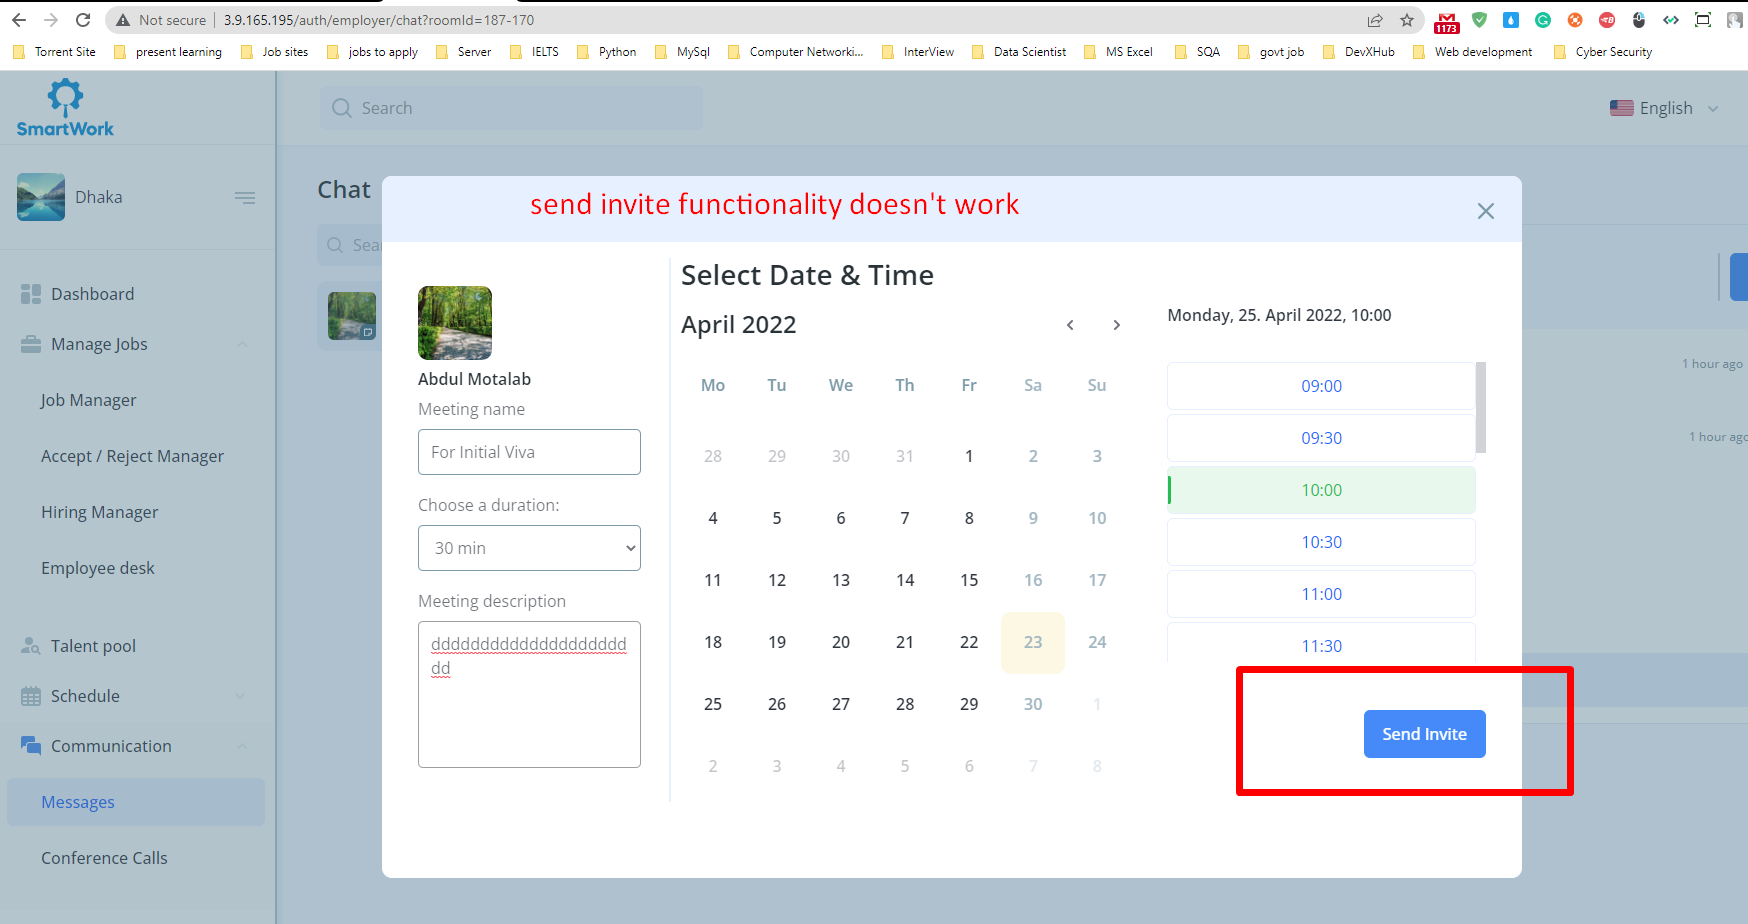 Not secure | 3.9.165.195/auth/employer/chat?roomId=187-170
1173
Torrent Site present learning Job sites jobs to apply Server IELTS Python MySql Computer Networki... InterView Data Scientist MS Excel SQA govt job DevXHub Web development Cyber Security
SmartWork
Search
English
Dhaka
Chat
send invite functionality doesn't work
Sear
Dashboard
Manage Jobs
Job Manager
Accept / Reject Manager
Hiring Manager
Employee desk
Talent pool
Schedule
Communication
Messages
Conference Calls
Abdul Motalab
Meeting name
For Initial Viva
Choose a duration:
30 min
Meeting description
dddddddddddddddddddd
dd
Select Date & Time
April 2022
Mo Tu We Th Fr Sa Su
28 29 30 31 1 2 3
4 5 6 7 8 9 10
11 12 13 14 15 16 17
18 19 20 21 22 23 24
25 26 27 28 29 30 1
2 3 4 5 6 7 8
Monday, 25. April 2022, 10:00
09:00
09:30
10:00
10:30
11:00
11:30
Send Invite
1 hour ago
1 hour ago